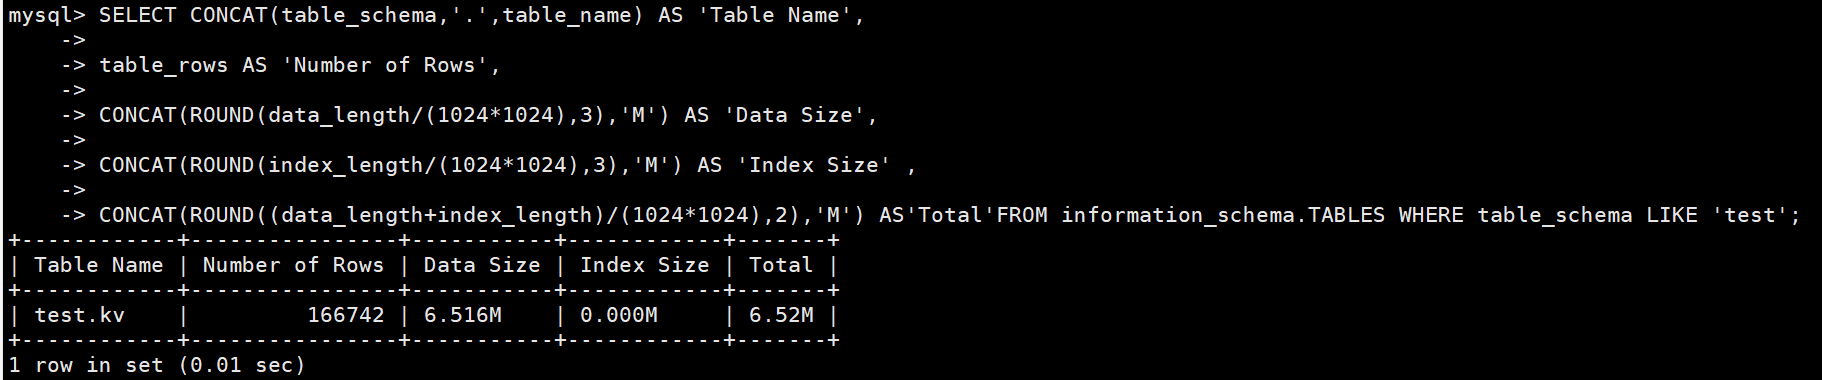 mysql> SELECT CONCAT(table_schema,'.',table_name) AS 'Table Name',
    ->
    -> table_rows AS 'Number of Rows',
    ->
    -> CONCAT(ROUND(data_length/(1024*1024),3),'M') AS 'Data Size',
    ->
    -> CONCAT(ROUND(index_length/(1024*1024),3),'M') AS 'Index Size' ,
    ->
    -> CONCAT(ROUND((data_length+index_length)/(1024*1024),2),'M') AS'Total'FROM information_schema.TABLES WHERE table_schema LIKE 'test';
+------------+----------------+-----------+------------+-------+
| Table Name | Number of Rows | Data Size | Index Size | Total |
+------------+----------------+-----------+------------+-------+
| test.kv    |         166742 | 6.516M    | 0.000M     | 6.52M |
+------------+----------------+-----------+------------+-------+
1 row in set (0.01 sec)